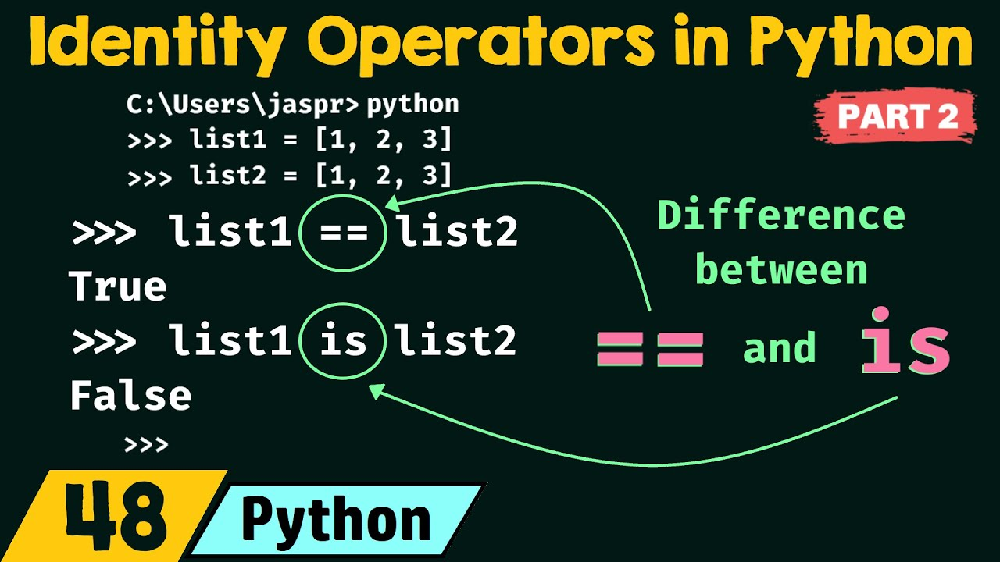 Identity Operators in Python
PART 2
C:\Users\jaspr> python
>>> list1 = [1, 2, 3]
>>> list2 = [1, 2, 3]
>>> list1 == list2
True
>>> list1 is list2
False
>>>
Difference
between
== and is
48
Python